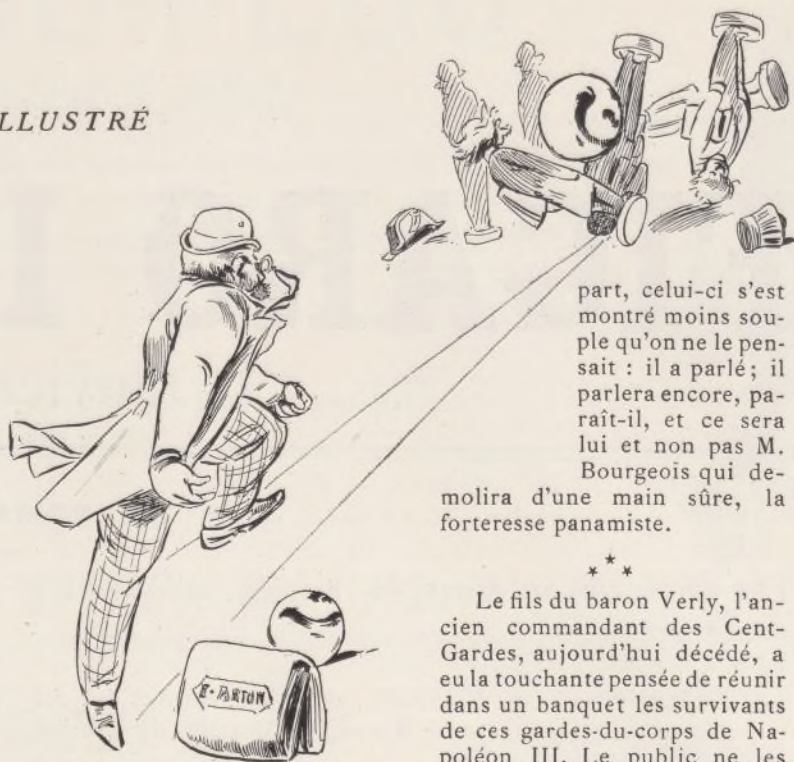 LLUSTRÉ
part, celui-ci s'est
montré moins sou-
ple qu'on ne le pen-
sait : il a parlé; il
parlera encore, pa-
raît-il, et ce sera
lui et non pas M.
Bourgeois qui de-
molira d'une main sûre, la
forteresse panamiste.
* * *
Le fils du baron Verly, l'an-
cien commandant des Cent-
Gardes, aujourd'hui décédé, a
eu la touchante pensée de réunir
dans un banquet les survivants
de ces gardes-du-corps de Na-
poléon III. Le public ne les
E. ARTON